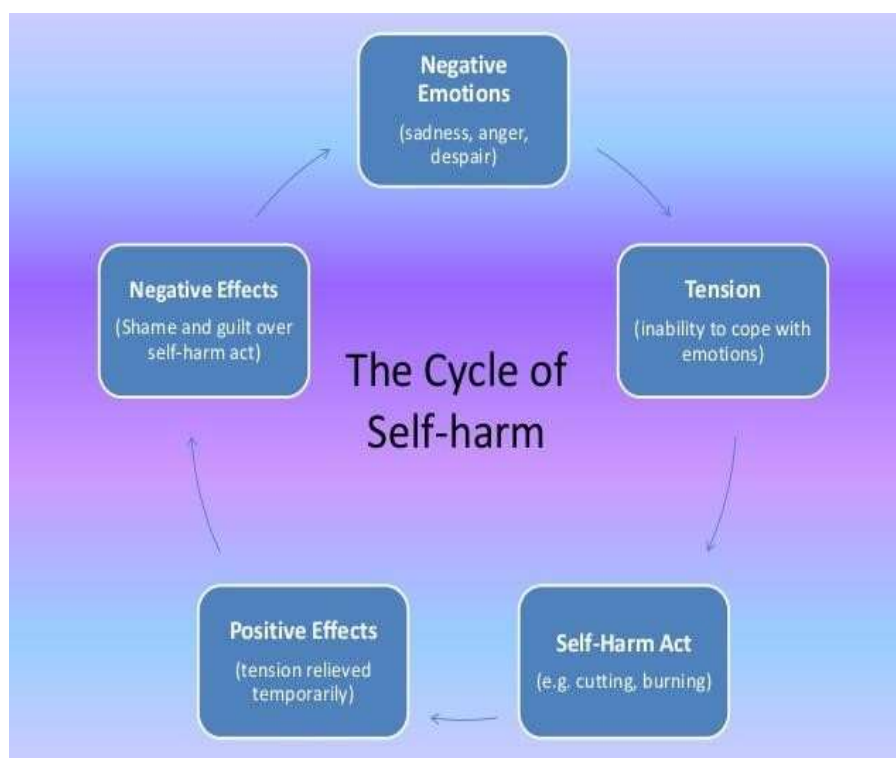 Negative
Emotions
(sadness, anger,
despair)
Tension
(inability to cope with
emotions)
Self-Harm Act
(e.g. cutting, burning)
Positive Effects
(tension relieved
temporarily)
Negative Effects
(Shame and guilt over
self-harm act)
The Cycle of
Self-harm